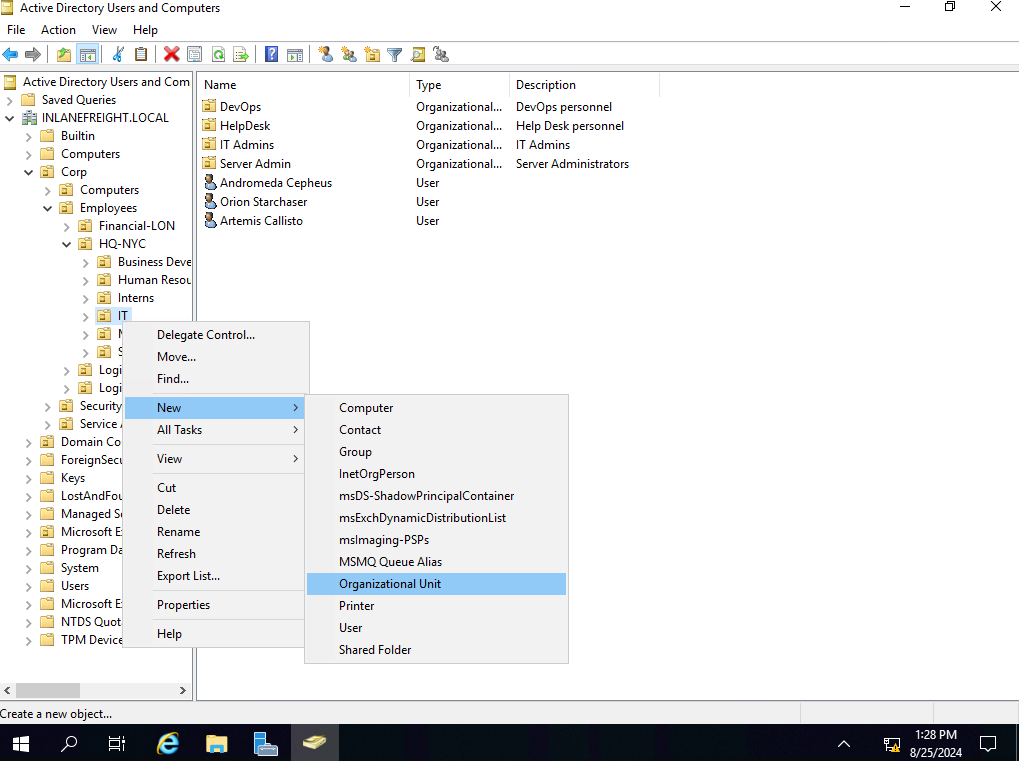 Active Directory Users and Computers
File Action View Help
Active Directory Users and Com
Saved Queries
INLANEFREIGHT.LOCAL
Builtin
Computers
Corp
Computers
Employees
Financial-LON
HQ-NYC
Business Deve
Human Resou
Interns
IT
Logi
Logi
Security
Service
Domain Co
ForeignSecu
Keys
LostAndFou
Managed Se
Microsoft E
Program Da
System
Users
Microsoft E
NTDS Quot
TPM Device
Name Type Description
DevOps Organizational... DevOps personnel
HelpDesk Organizational... Help Desk personnel
IT Admins Organizational... IT Admins
Server Admin Organizational... Server Administrators
Andromeda Cepheus User
Orion Starchaser User
Artemis Callisto User
Delegate Control...
Move...
Find...
New
All Tasks
View
Cut
Delete
Rename
Refresh
Export List...
Properties
Help
Computer
Contact
Group
InetOrgPerson
msDS-ShadowPrincipalContainer
msExchDynamicDistributionList
msImaging-PSPs
MSMQ Queue Alias
Organizational Unit
Printer
User
Shared Folder
Create a new object...
1:28 PM
8/25/2024